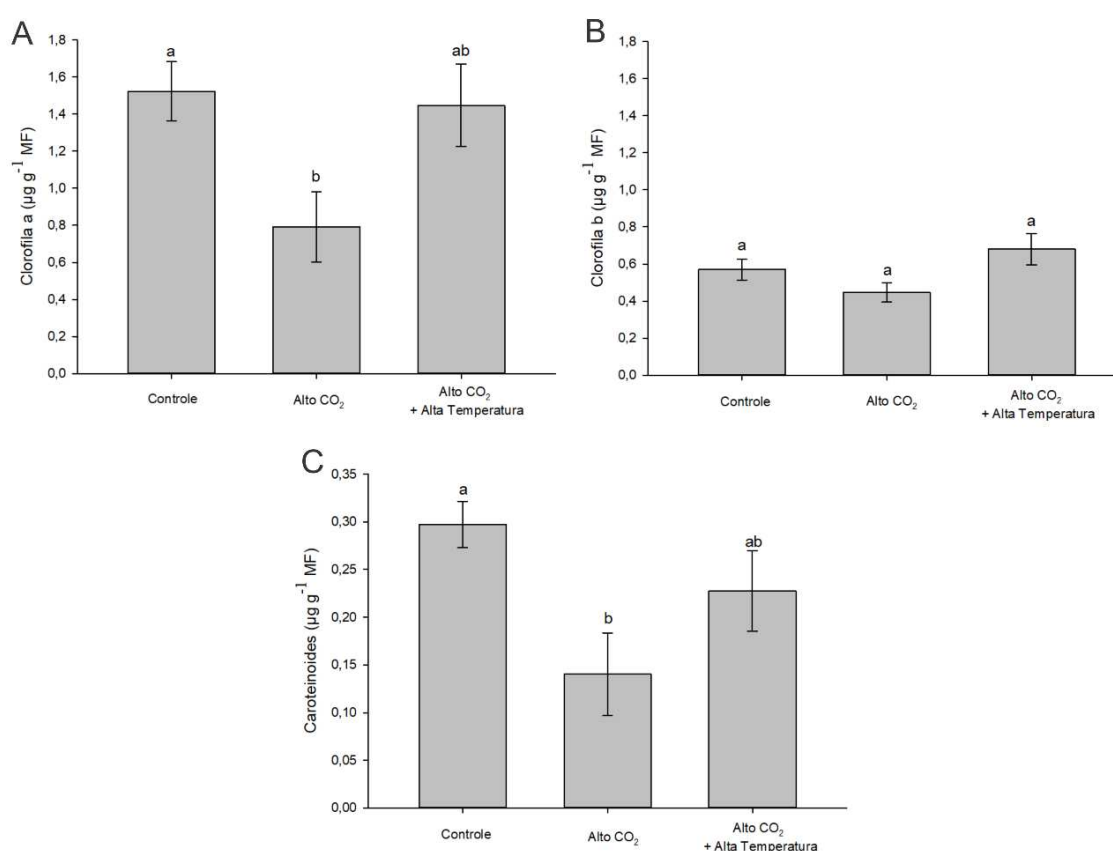 A
Clorofila a (µg g⁻¹ MF)
1,8
1,6
1,4
1,2
1,0
0,8
0,6
0,4
0,2
0,0
a
b
ab
Controle
Alto CO₂
Alto CO₂
+ Alta Temperatura
B
Clorofila b (µg g⁻¹ MF)
1,8
1,6
1,4
1,2
1,0
0,8
0,6
0,4
0,2
0,0
a
a
a
Controle
Alto CO₂
Alto CO₂
+ Alta Temperatura
C
Caroteinoides (µg g⁻¹ MF)
0,35
0,30
0,25
0,20
0,15
0,10
0,05
0,00
a
b
ab
Controle
Alto CO₂
Alto CO₂
+ Alta Temperatura